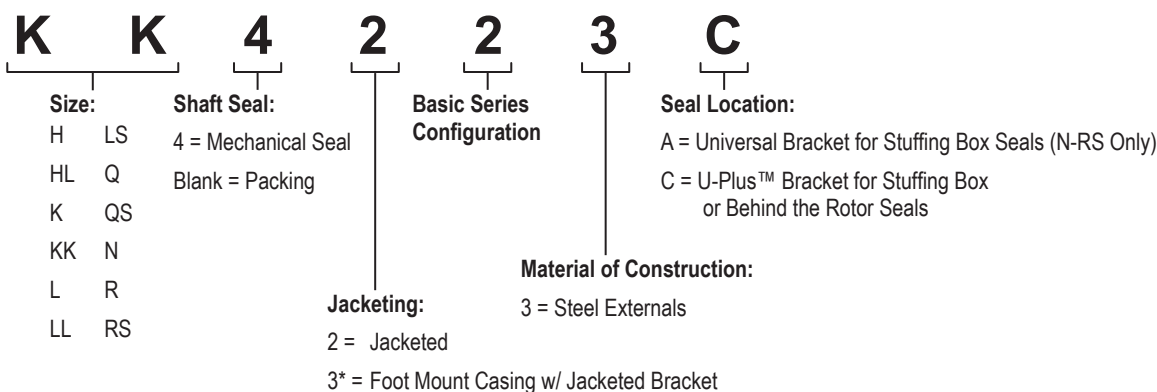 K K 4 2 2 3 C
Size:
H LS
HL Q
K QS
KK N
L R
LL RS
Shaft Seal:
4 = Mechanical Seal
Blank = Packing
Jacketing:
2 = Jacketed
3* = Foot Mount Casing w/ Jacketed Bracket
Basic Series
Configuration
Material of Construction:
3 = Steel Externals
Seal Location:
A = Universal Bracket for Stuffing Box Seals (N-RS Only)
C = U-Plus™ Bracket for Stuffing Box
or Behind the Rotor Seals